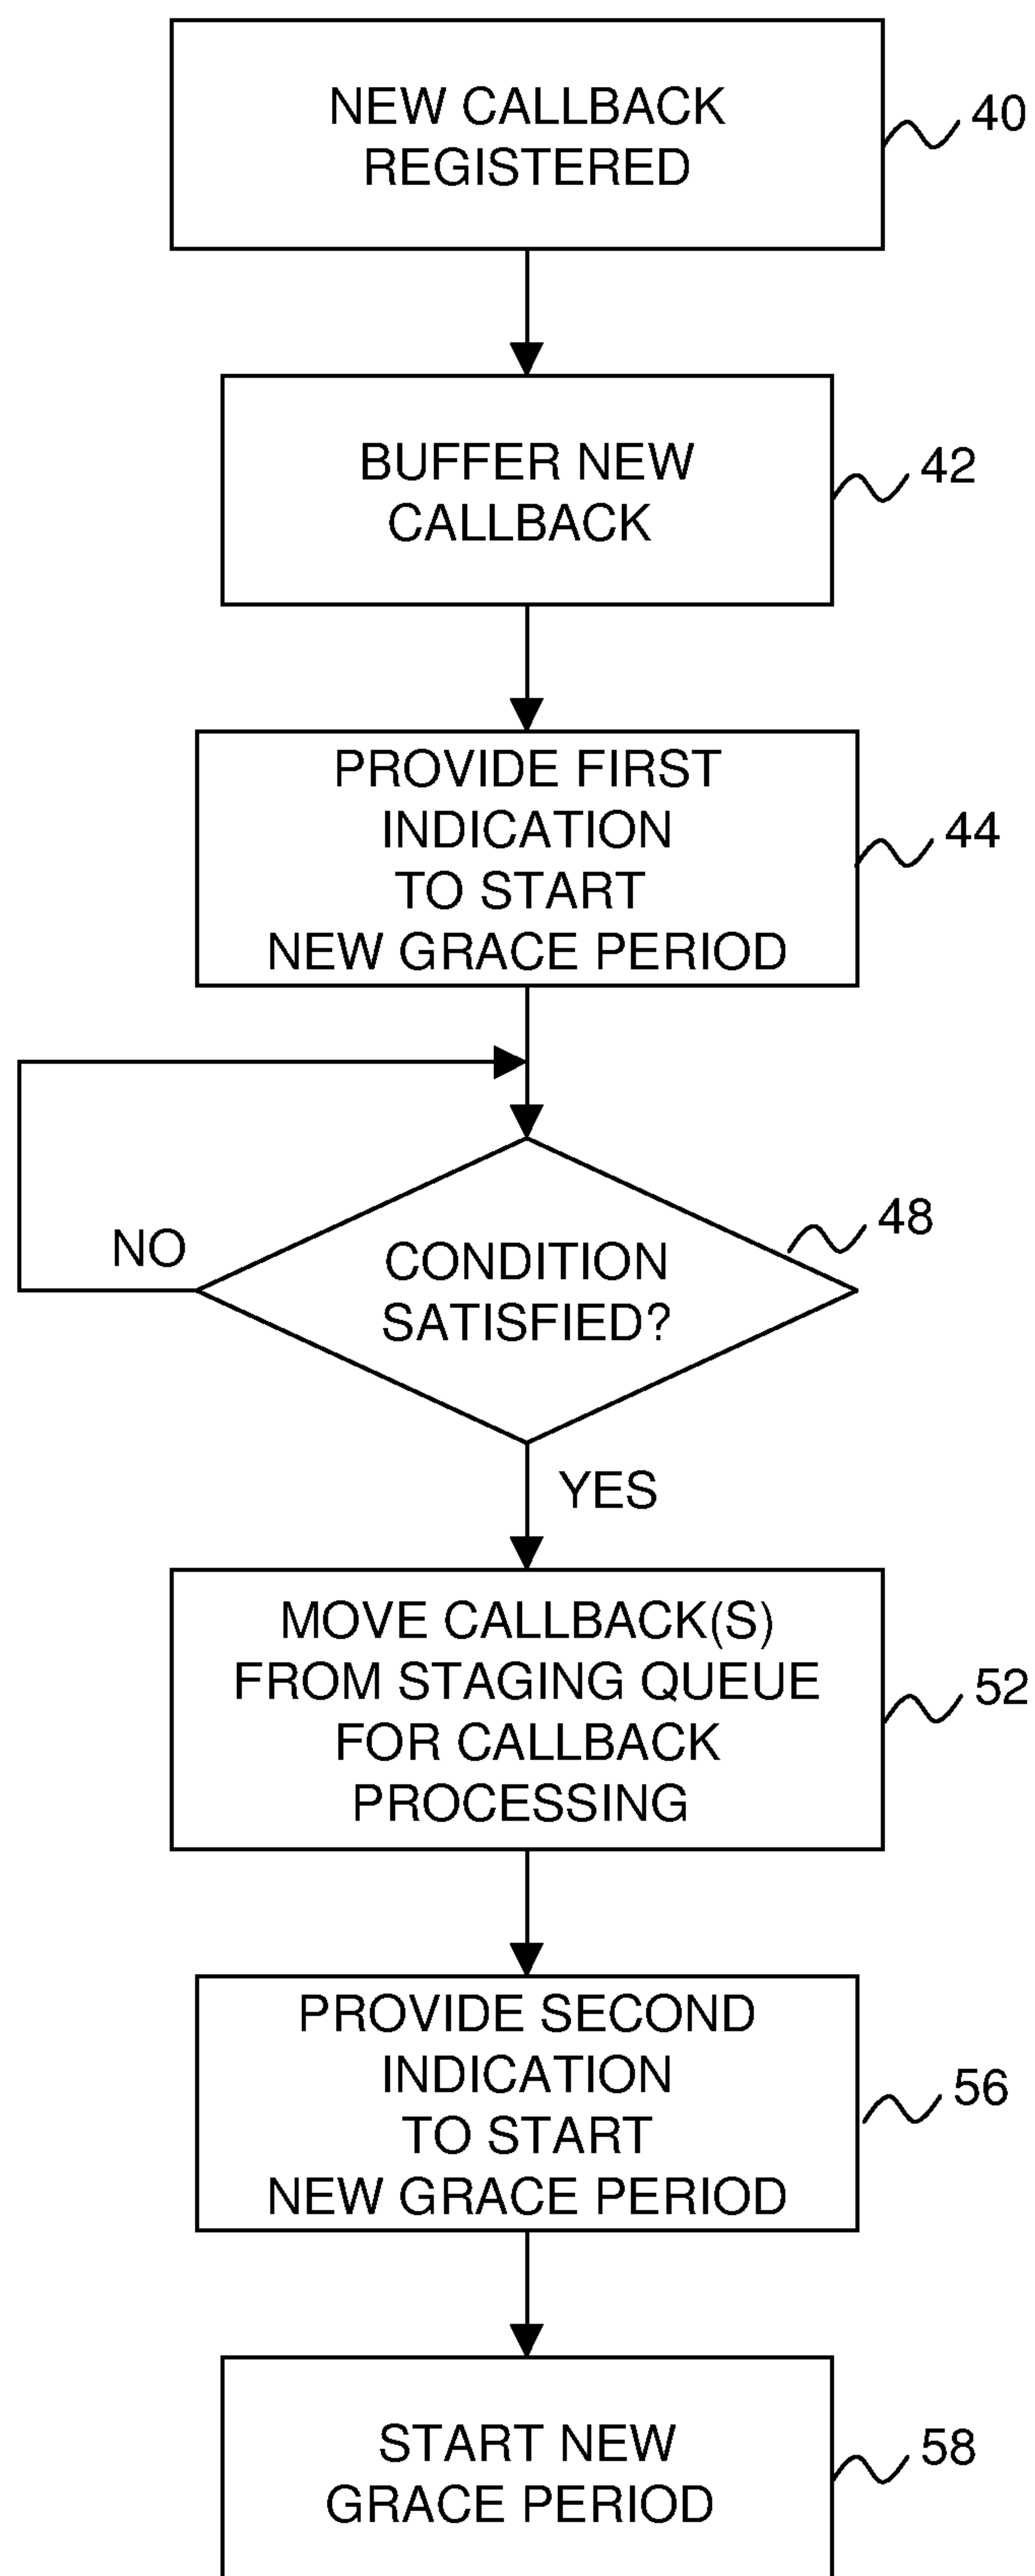 NEW CALLBACK
REGISTERED
40
BUFFER NEW
CALLBACK
42
PROVIDE FIRST
INDICATION
TO START
NEW GRACE PERIOD
44
NO
CONDITION
SATISFIED?
48
YES
MOVE CALLBACK(S)
FROM STAGING QUEUE
FOR CALLBACK
PROCESSING
52
PROVIDE SECOND
INDICATION
TO START
NEW GRACE PERIOD
56
START NEW
GRACE PERIOD
58